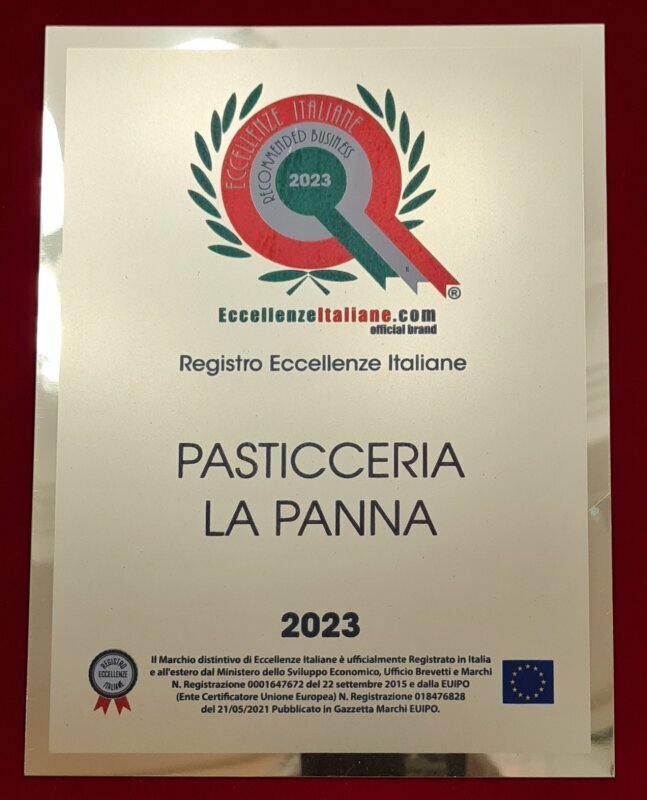 ECCELLENZE ITALIANE
RECOMMENDED BUSINESS
2023
®
EccellenzeItaliane.com
official brand
Registro Eccellenze Italiane
PASTICCERIA
LA PANNA
2023
REGISTRO
ECCELLENZE
ITALIANE
Il Marchio distintivo di Eccellenze Italiane è ufficialmente Registrato in Italia
e all'estero dal Ministero dello Sviluppo Economico, Ufficio Brevetti e Marchi
N. Registrazione 0001647672 del 22 settembre 2015 e dalla EUIPO
(Ente Certificatore Unione Europea) N. Registrazione 018476828
del 21/05/2021 Pubblicato in Gazzetta Marchi EUIPO.